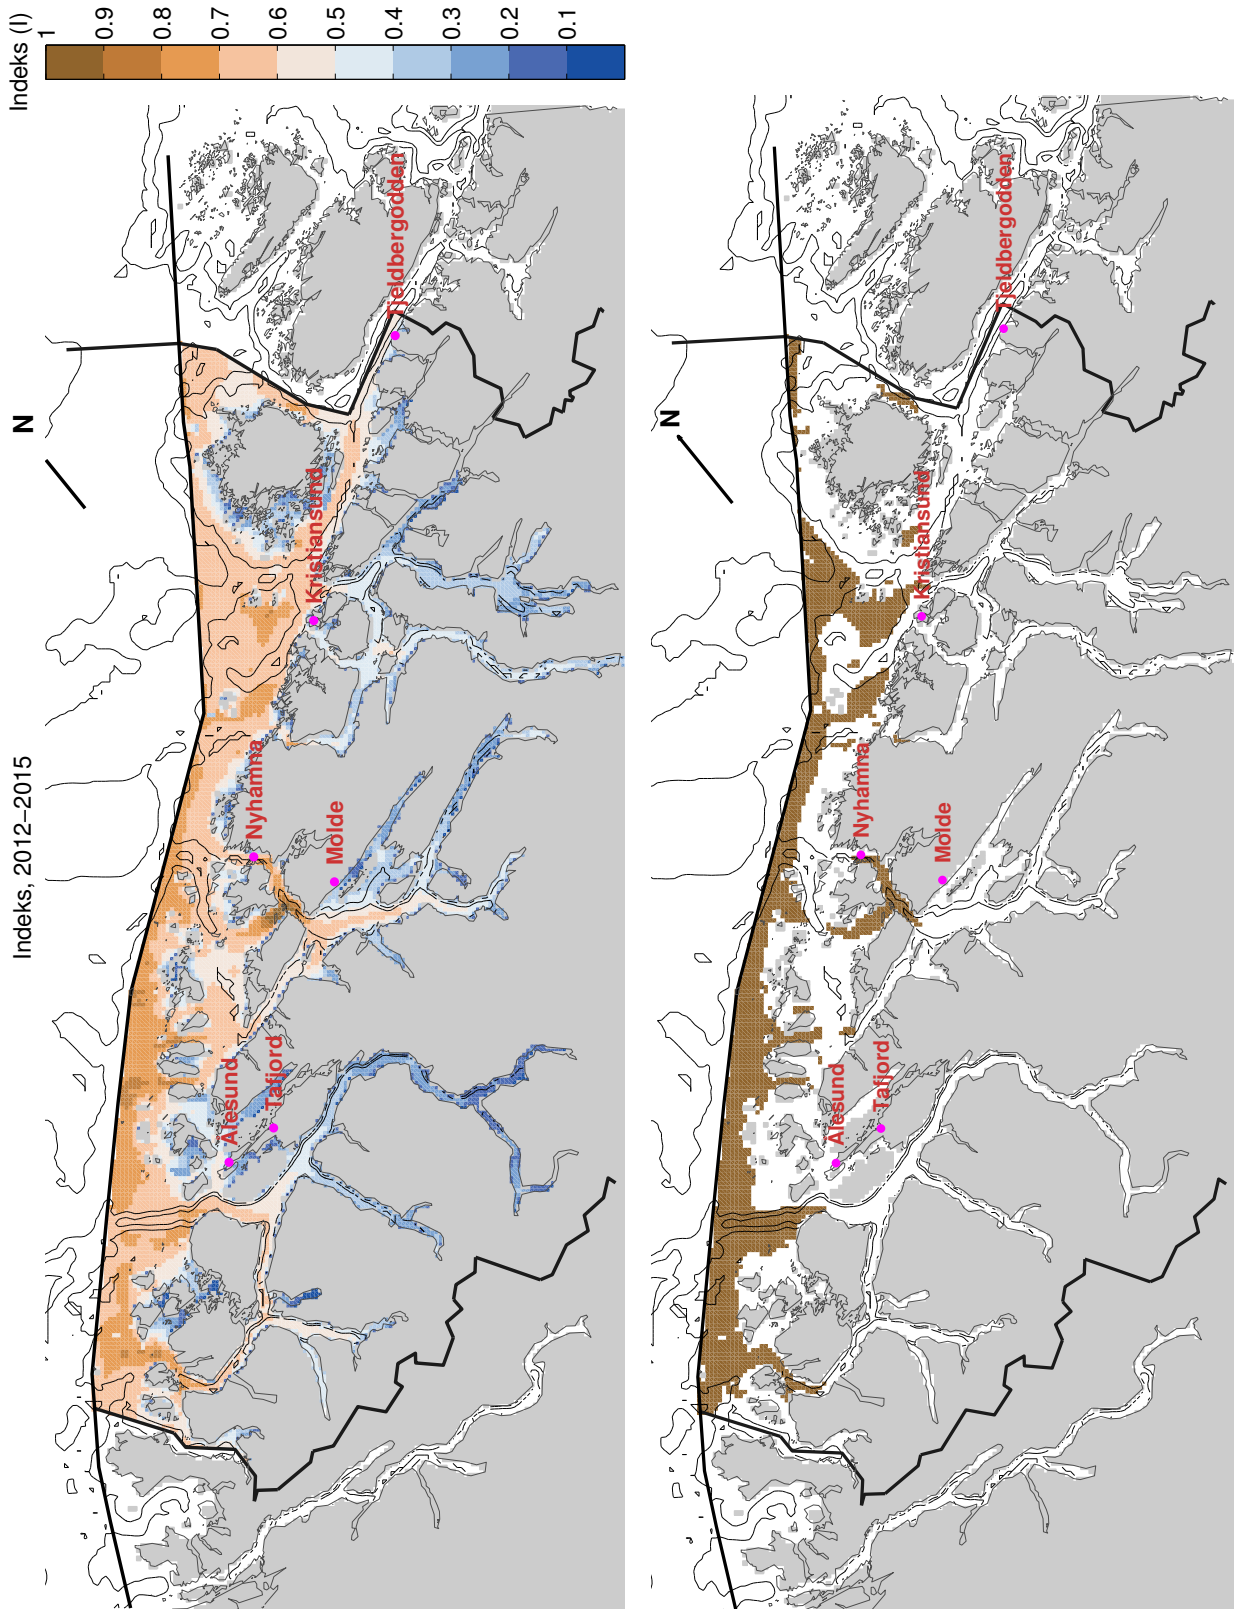 Indeks, 2012–2015
Indeks (I)
1
0.9
0.8
0.7
0.6
0.5
0.4
0.3
0.2
0.1
N
Ålesund
Tafjord
Molde
Nyhamna
Kristiansund
Tjeldbergodden
N
Ålesund
Tafjord
Molde
Nyhamna
Kristiansund
Tjeldbergodden